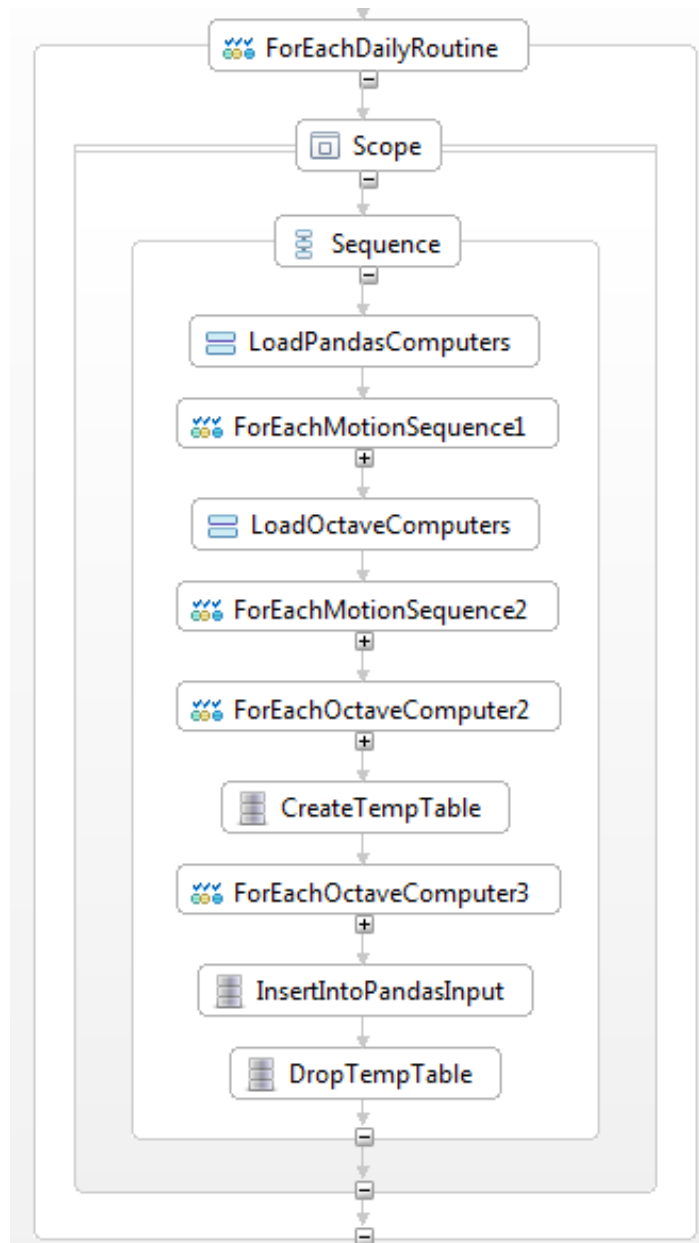 ForEachDailyRoutine
Scope
Sequence
LoadPandasComputers
ForEachMotionSequence1
LoadOctaveComputers
ForEachMotionSequence2
ForEachOctaveComputer2
CreateTempTable
ForEachOctaveComputer3
InsertIntoPandasInput
DropTempTable